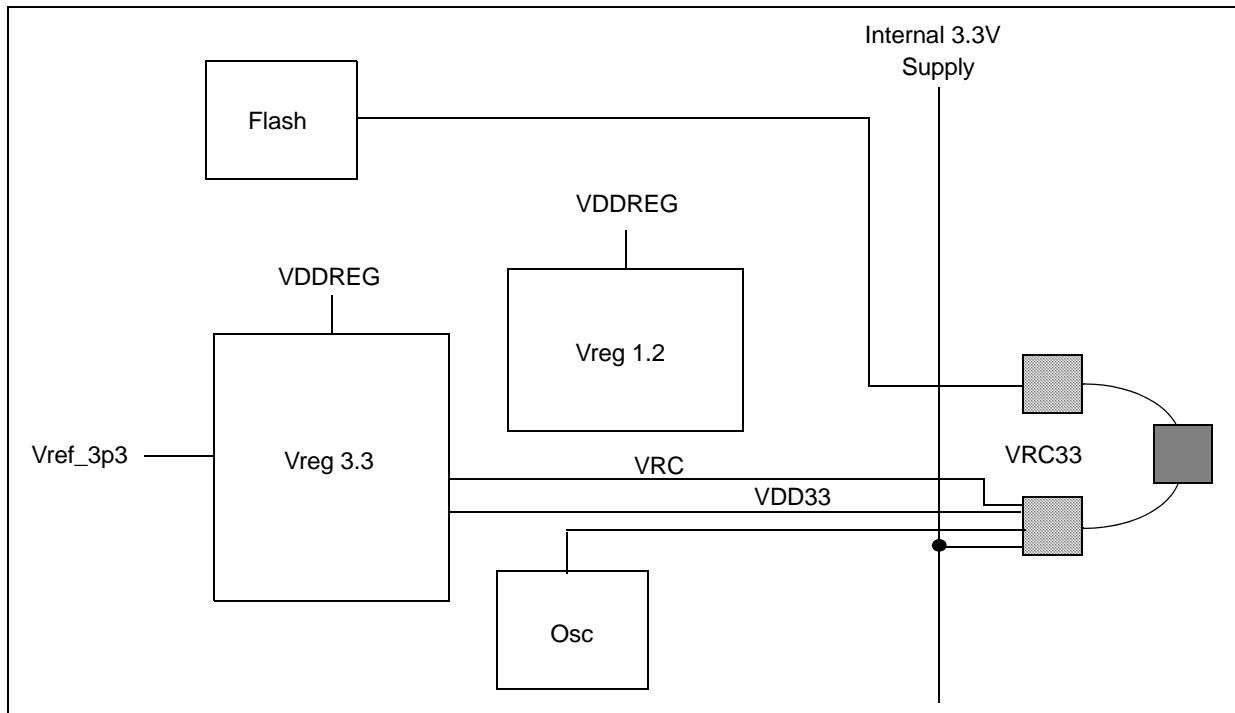 Internal 3.3V
Supply
Flash
VDDREG
VDDREG
Vreg 1.2
Vref_3p3
Vreg 3.3
VRC
VRC33
VDD33
Osc